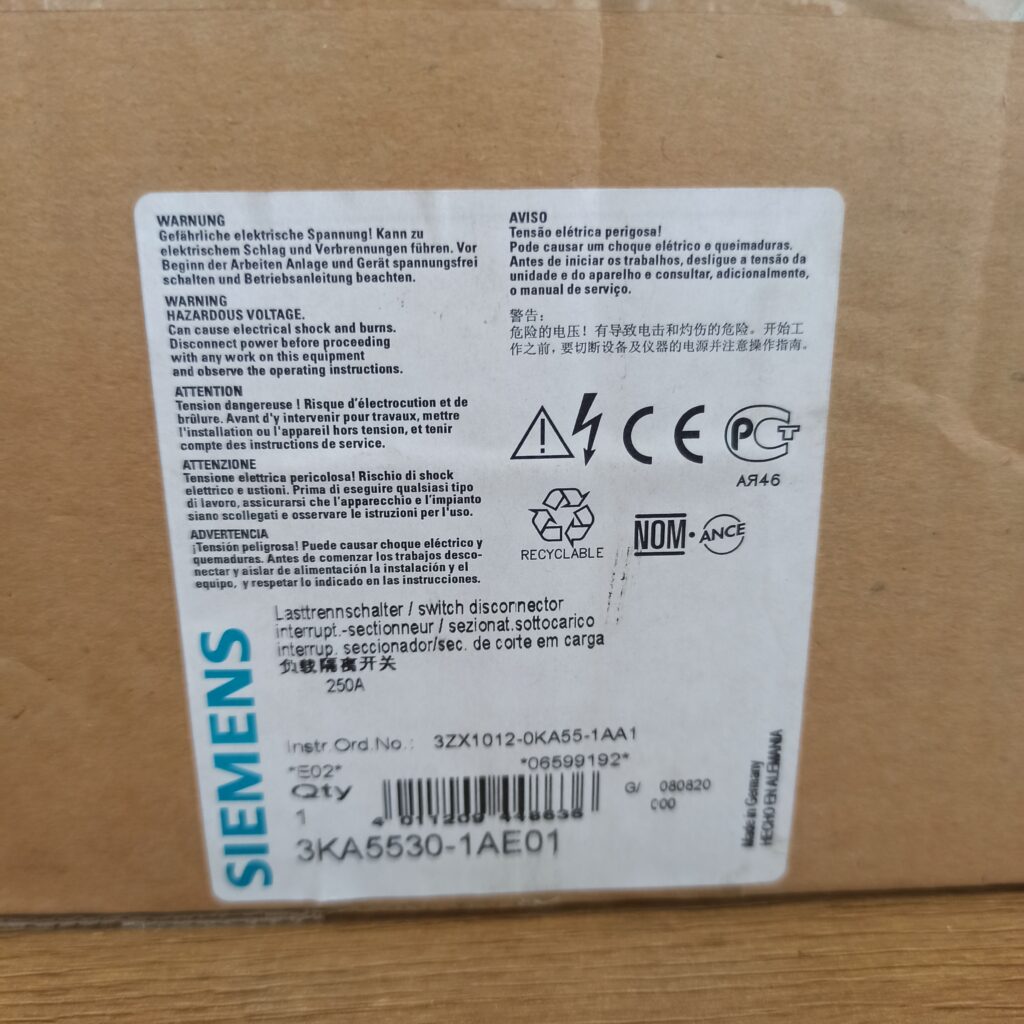 WARNUNG
Gefährliche elektrische Spannung! Kann zu
elektrischem Schlag und Verbrennungen führen. Vor
Beginn der Arbeiten Anlage und Gerät spannungsfrei
schalten und Betriebsanleitung beachten.
WARNING
HAZARDOUS VOLTAGE.
Can cause electrical shock and burns.
Disconnect power before proceeding
with any work on this equipment
and observe the operating instructions.
ATTENTION
Tension dangereuse ! Risque d'électrocution et de
brûlure. Avant d'y intervenir pour travaux, mettre
l'installation ou l'appareil hors tension, et tenir
compte des instructions de service.
ATTENZIONE
Tensione elettrica pericolosa! Rischio di shock
elettrico e ustioni. Prima di eseguire qualsiasi tipo
di lavoro, assicurarsi che l'apparecchio e l'impianto
siano scollegati e osservare le istruzioni per l'uso.
ADVERTENCIA
¡Tensión peligrosa! Puede causar choque eléctrico y
quemaduras. Antes de comenzar los trabajos desco-
nectar y aislar de alimentación la instalación y el
equipo, y respetar lo indicado en las instrucciones.
AVISO
Tensão elétrica perigosa!
Pode causar um choque elétrico e queimaduras.
Antes de iniciar os trabalhos, desligue a tensão da
unidade e do aparelho e consultar, adicionalmente,
o manual de serviço.
警告:
危险的电压! 有导致电击和灼伤的危险。开始工
作之前, 要切断设备及仪器的电源并注意操作指南。
CE
АЯ46
RECYCLABLE
NOM·ANCE
SIEMENS
Lasttrennschalter / switch disconnector
interrupt.-sectionneur / sezionat.sottocarico
interrup. seccionador/sec. de corte em carga
负载隔离开关
250A
Instr.Ord.No.: 3ZX1012-0KA55-1AA1
*E02* *06599192*
Qty
1
G/ 080820
000
4 011209 446636
3KA5530-1AE01
Made in Germany
HECHO EN ALEMANIA